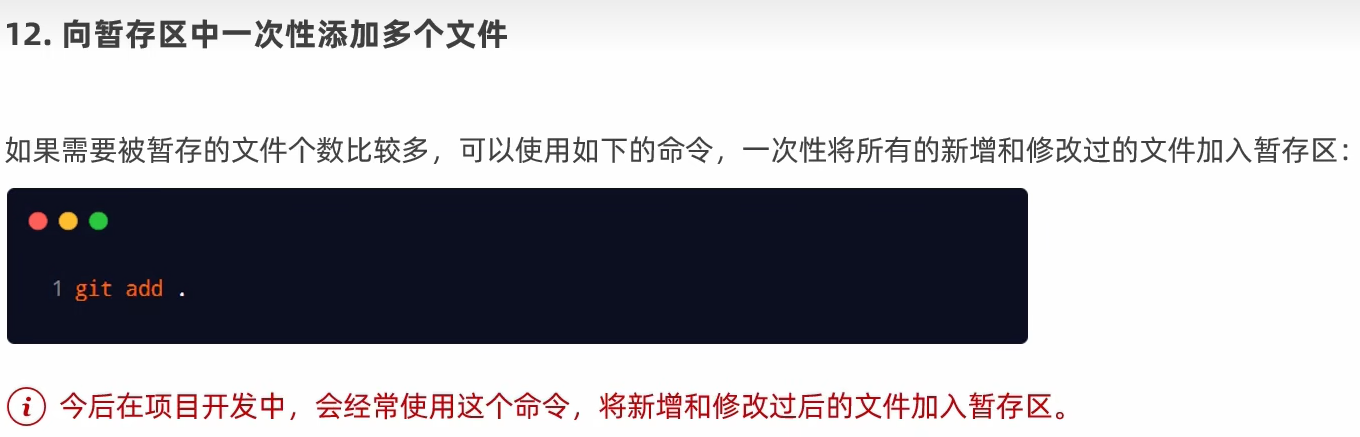 12. 向暂存区中一次性添加多个文件
如果需要被暂存的文件个数比较多，可以使用如下的命令，一次性将所有的新增和修改过的文件加入暂存区：
1 git add .
i 今后在项目开发中，会经常使用这个命令，将新增和修改过后的文件加入暂存区。